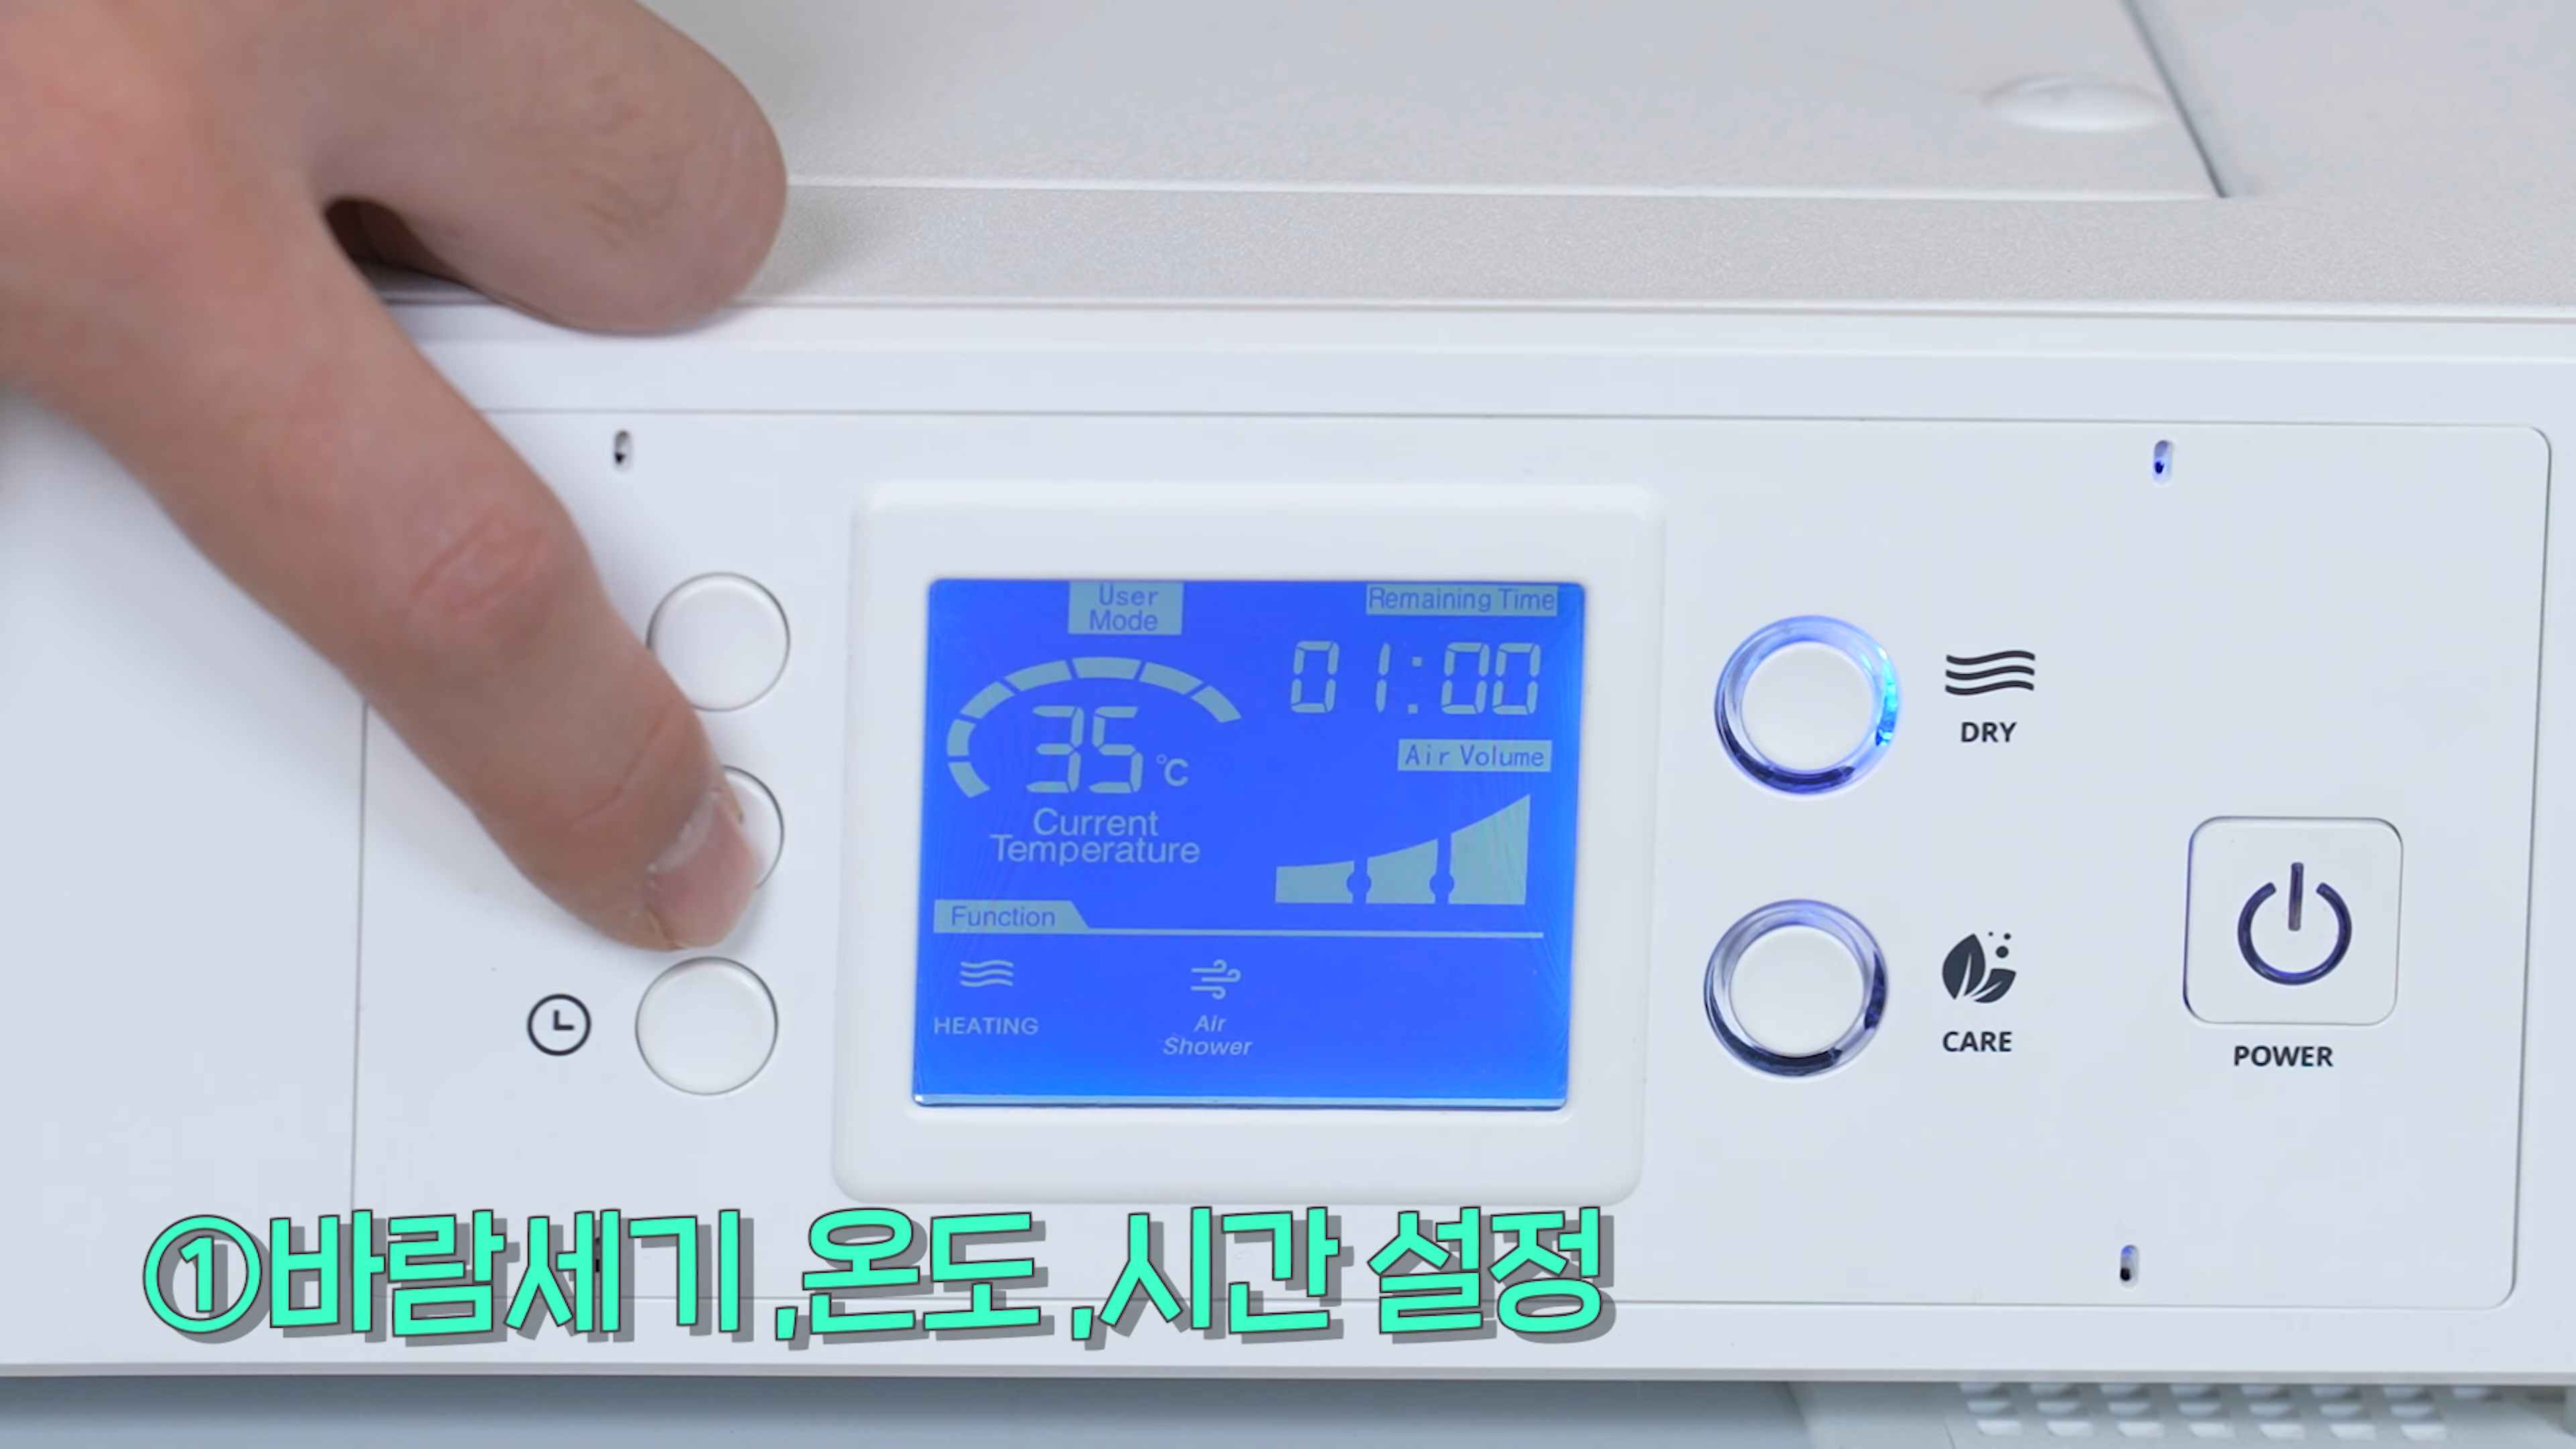 User
Mode
Remaining Time
01:00
35 °C
Current
Temperature
Air Volume
Function
HEATING
Air
Shower
DRY
CARE
POWER
①바람세기 ,온도 ,시간 설정